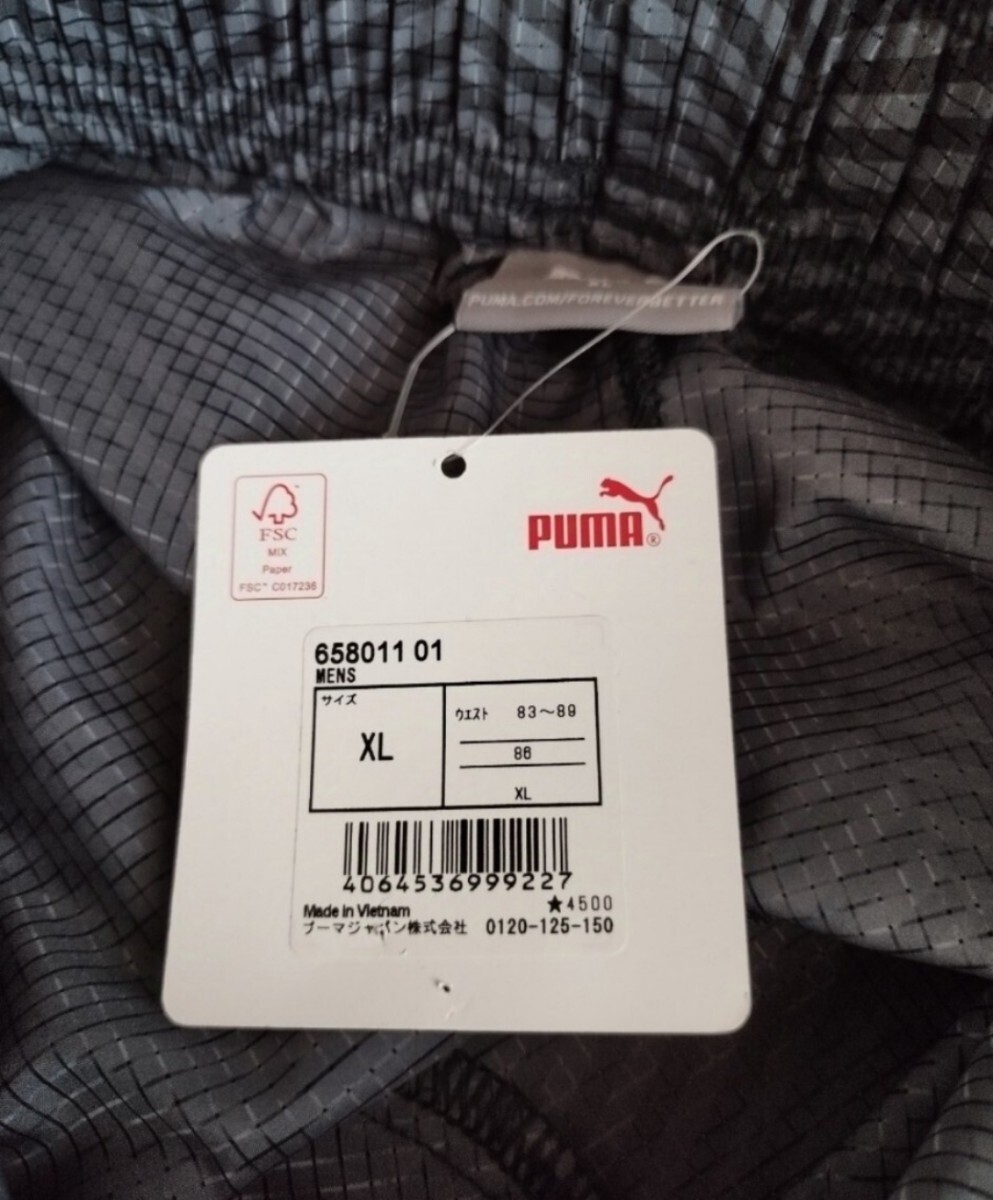 XL
PUMA.COM/FOREVERBETTER
FSC
MIX
Paper
FSC™ C017236
PUMA®
658011 01
MENS
サイズ
XL
ウエスト 83～89
86
XL
4064536999227
★4500
Made in Vietnam
プーマジャパン株式会社 0120-125-150